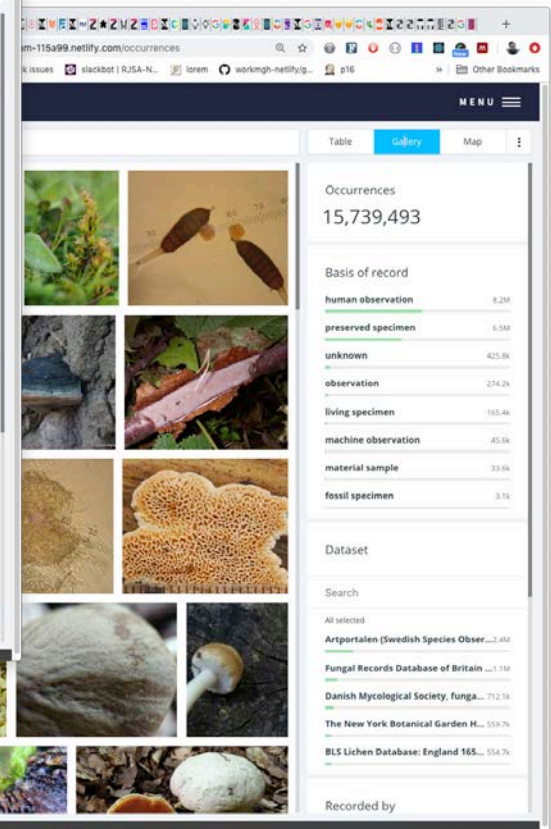 m-115a99.netlify.com/occurrences
k issues
slackbot | RJSA-N...
lorem
workmgh-netlify/g...
p16
»
Other Bookmarks
MENU
Table
Gallery
Map
Occurrences
15,739,493
Basis of record
human observation 8.2M
preserved specimen 6.5M
unknown 425.8k
observation 274.2k
living specimen 165.4k
machine observation 45.6k
material sample 33.6k
fossil specimen 3.1k
Dataset
Search
All selected
Artportalen (Swedish Species Obser... 2.4M
Fungal Records Database of Britain ... 1.1M
Danish Mycological Society, funga... 712.1k
The New York Botanical Garden H... 559.7k
BLS Lichen Database: England 165... 554.7k
Recorded by